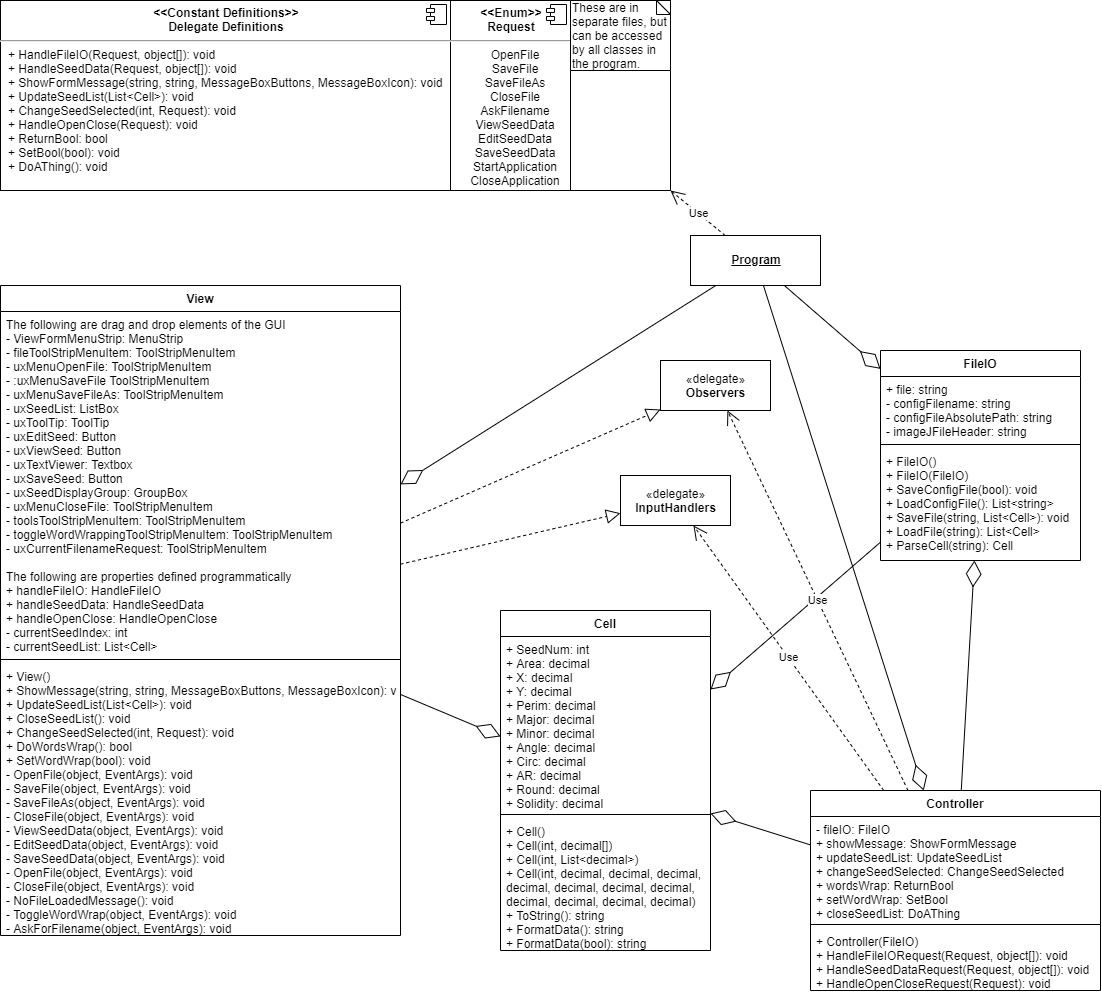 <<Constant Definitions>>
Delegate Definitions
+ HandleFileIO(Request, object[]): void
+ HandleSeedData(Request, object[]): void
+ ShowFormMessage(string, string, MessageBoxButtons, MessageBoxIcon): void
+ UpdateSeedList(List<Cell>): void
+ ChangeSeedSelected(int, Request): void
+ HandleOpenClose(Request): void
+ ReturnBool: bool
+ SetBool(bool): void
+ DoAThing(): void
<<Enum>>
Request
OpenFile
SaveFile
SaveFileAs
CloseFile
AskFilename
ViewSeedData
EditSeedData
SaveSeedData
StartApplication
CloseApplication
These are in
separate files, but
can be accessed
by all classes in
the program.
Use
Program
View
The following are drag and drop elements of the GUI
- ViewFormMenuStrip: MenuStrip
- fileToolStripMenuItem: ToolStripMenuItem
- uxMenuOpenFile: ToolStripMenuItem
- :uxMenuSaveFile ToolStripMenuItem
- uxMenuSaveFileAs: ToolStripMenuItem
- uxSeedList: ListBox
- uxToolTip: ToolTip
- uxEditSeed: Button
- uxViewSeed: Button
- uxTextViewer: Textbox
- uxSaveSeed: Button
- uxSeedDisplayGroup: GroupBox
- uxMenuCloseFile: ToolStripMenuItem
- toolsToolStripMenuItem: ToolStripMenuItem
- toggleWordWrappingToolStripMenuItem: ToolStripMenuItem
- uxCurrentFilenameRequest: ToolStripMenuItem
The following are properties defined programmatically
+ handleFileIO: HandleFileIO
+ handleSeedData: HandleSeedData
+ handleOpenClose: HandleOpenClose
- currentSeedIndex: int
- currentSeedList: List<Cell>
+ View()
+ ShowMessage(string, string, MessageBoxButtons, MessageBoxIcon): v
+ UpdateSeedList(List<Cell>): void
+ CloseSeedList(): void
+ ChangeSeedSelected(int, Request): void
+ DoWordsWrap(): bool
+ SetWordWrap(bool): void
- OpenFile(object, EventArgs): void
- SaveFile(object, EventArgs): void
- SaveFileAs(object, EventArgs): void
- CloseFile(object, EventArgs): void
- ViewSeedData(object, EventArgs): void
- EditSeedData(object, EventArgs): void
- SaveSeedData(object, EventArgs): void
- OpenFile(object, EventArgs): void
- CloseFile(object, EventArgs): void
- NoFileLoadedMessage(): void
- ToggleWordWrap(object, EventArgs): void
- AskForFilename(object, EventArgs): void
«delegate»
Observers
«delegate»
InputHandlers
FileIO
+ file: string
- configFilename: string
- configFileAbsolutePath: string
- imageJFileHeader: string
+ FileIO()
+ FileIO(FileIO)
+ SaveConfigFile(bool): void
+ LoadConfigFile(): List<string>
+ SaveFile(string, List<Cell>): void
+ LoadFile(string): List<Cell>
+ ParseCell(string): Cell
Use
Use
Cell
+ SeedNum: int
+ Area: decimal
+ X: decimal
+ Y: decimal
+ Perim: decimal
+ Major: decimal
+ Minor: decimal
+ Angle: decimal
+ Circ: decimal
+ AR: decimal
+ Round: decimal
+ Solidity: decimal
+ Cell()
+ Cell(int, decimal[])
+ Cell(int, List<decimal>)
+ Cell(int, decimal, decimal, decimal,
decimal, decimal, decimal, decimal,
decimal, decimal, decimal, decimal)
+ ToString(): string
+ FormatData(): string
+ FormatData(bool): string
Controller
- fileIO: FileIO
+ showMessage: ShowFormMessage
+ updateSeedList: UpdateSeedList
+ changeSeedSelected: ChangeSeedSelected
+ wordsWrap: ReturnBool
+ setWordWrap: SetBool
+ closeSeedList: DoAThing
+ Controller(FileIO)
+ HandleFileIORequest(Request, object[]): void
+ HandleSeedDataRequest(Request, object[]): void
+ HandleOpenCloseRequest(Request): void